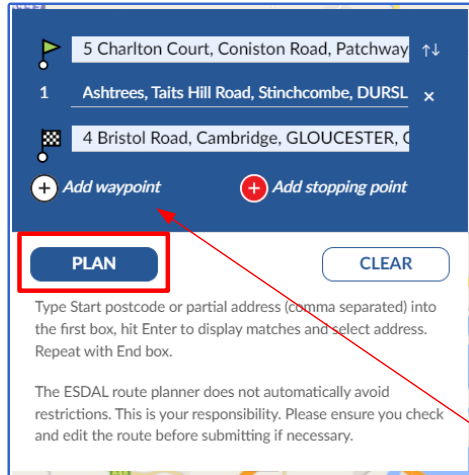 5 Charlton Court, Coniston Road, Patchway
1 Ashtrees, Taits Hill Road, Stinchcombe, DURSL
4 Bristol Road, Cambridge, GLOUCESTER,
+ Add waypoint + Add stopping point
PLAN CLEAR
Type Start postcode or partial address (comma separated) into
the first box, hit Enter to display matches and select address.
Repeat with End box.
The ESDAL route planner does not automatically avoid
restrictions. This is your responsibility. Please ensure you check
and edit the route before submitting if necessary.